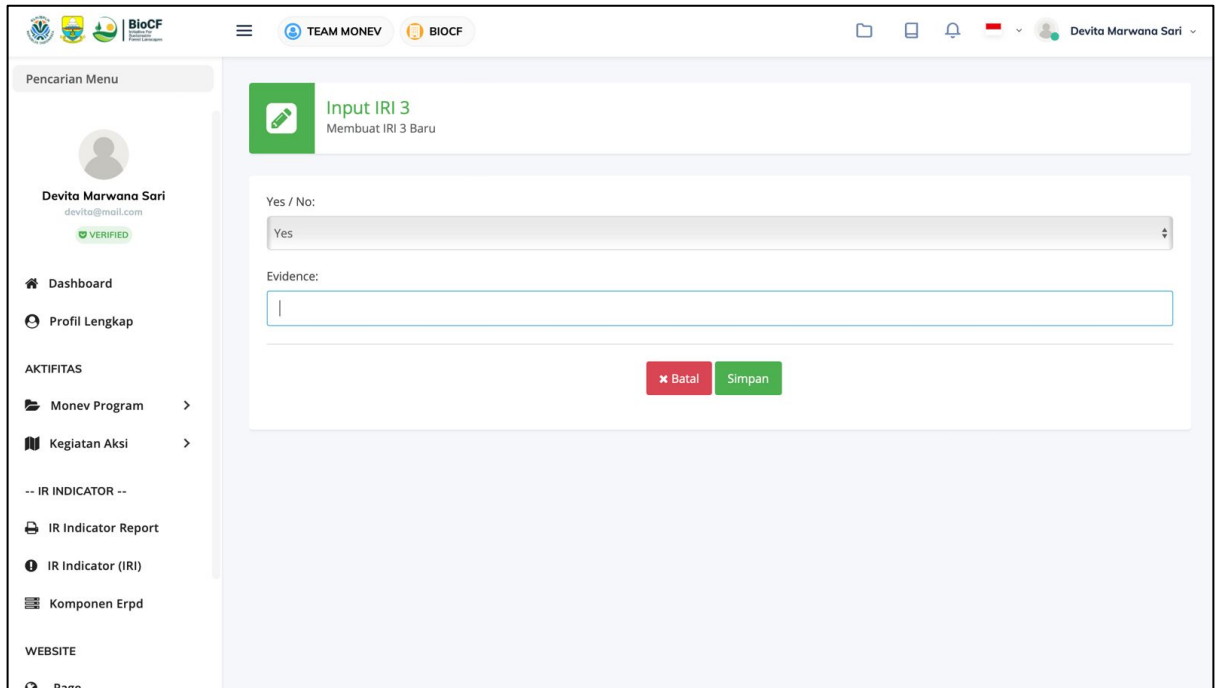 BioCF
TEAM MONEV
BIOCF
Devita Marwana Sari
Pencarian Menu
Devita Marwana Sari
devita@mail.com
VERIFIED
Dashboard
Profil Lengkap
AKTIFITAS
Monev Program
Kegiatan Aksi
-- IR INDICATOR --
IR Indicator Report
IR Indicator (IRI)
Komponen Erpd
WEBSITE
Page
Input IRI 3
Membuat IRI 3 Baru
Yes / No:
Yes
Evidence:
Batal
Simpan